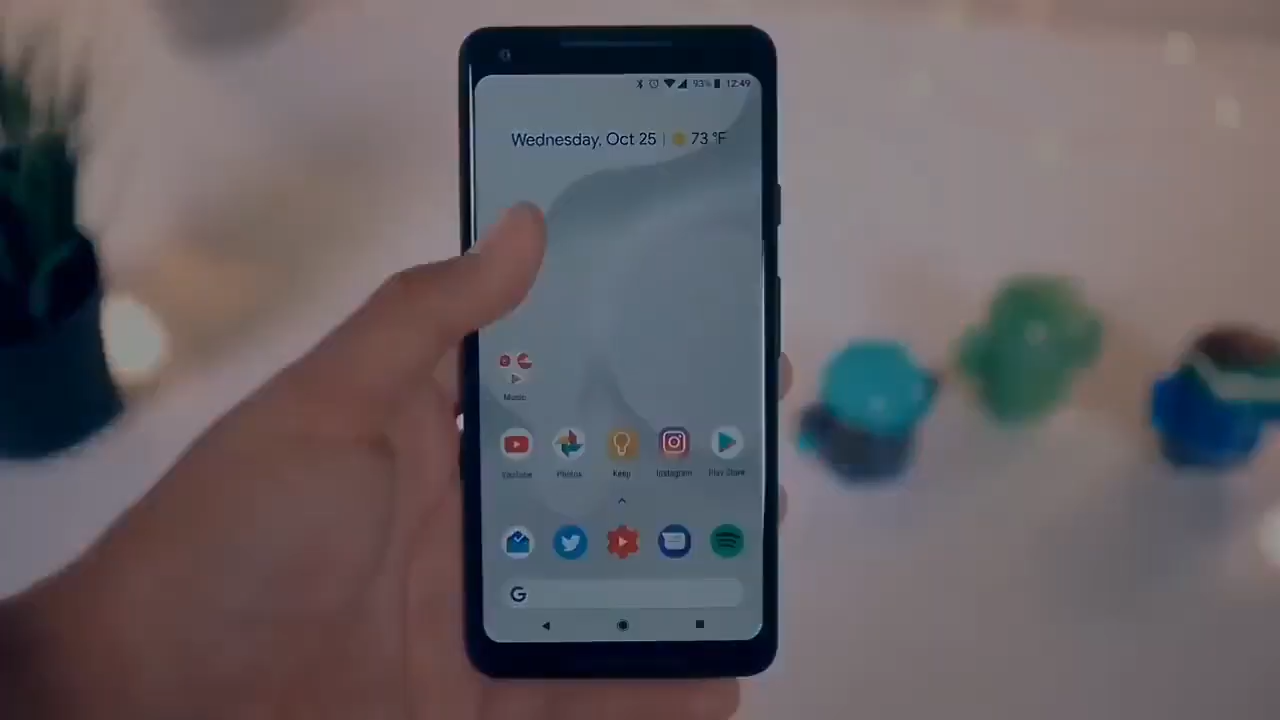 93% 12:49
Wednesday, Oct 25 | 73 °F
Music
YouTube Photos Keep Instagram Play Store
G